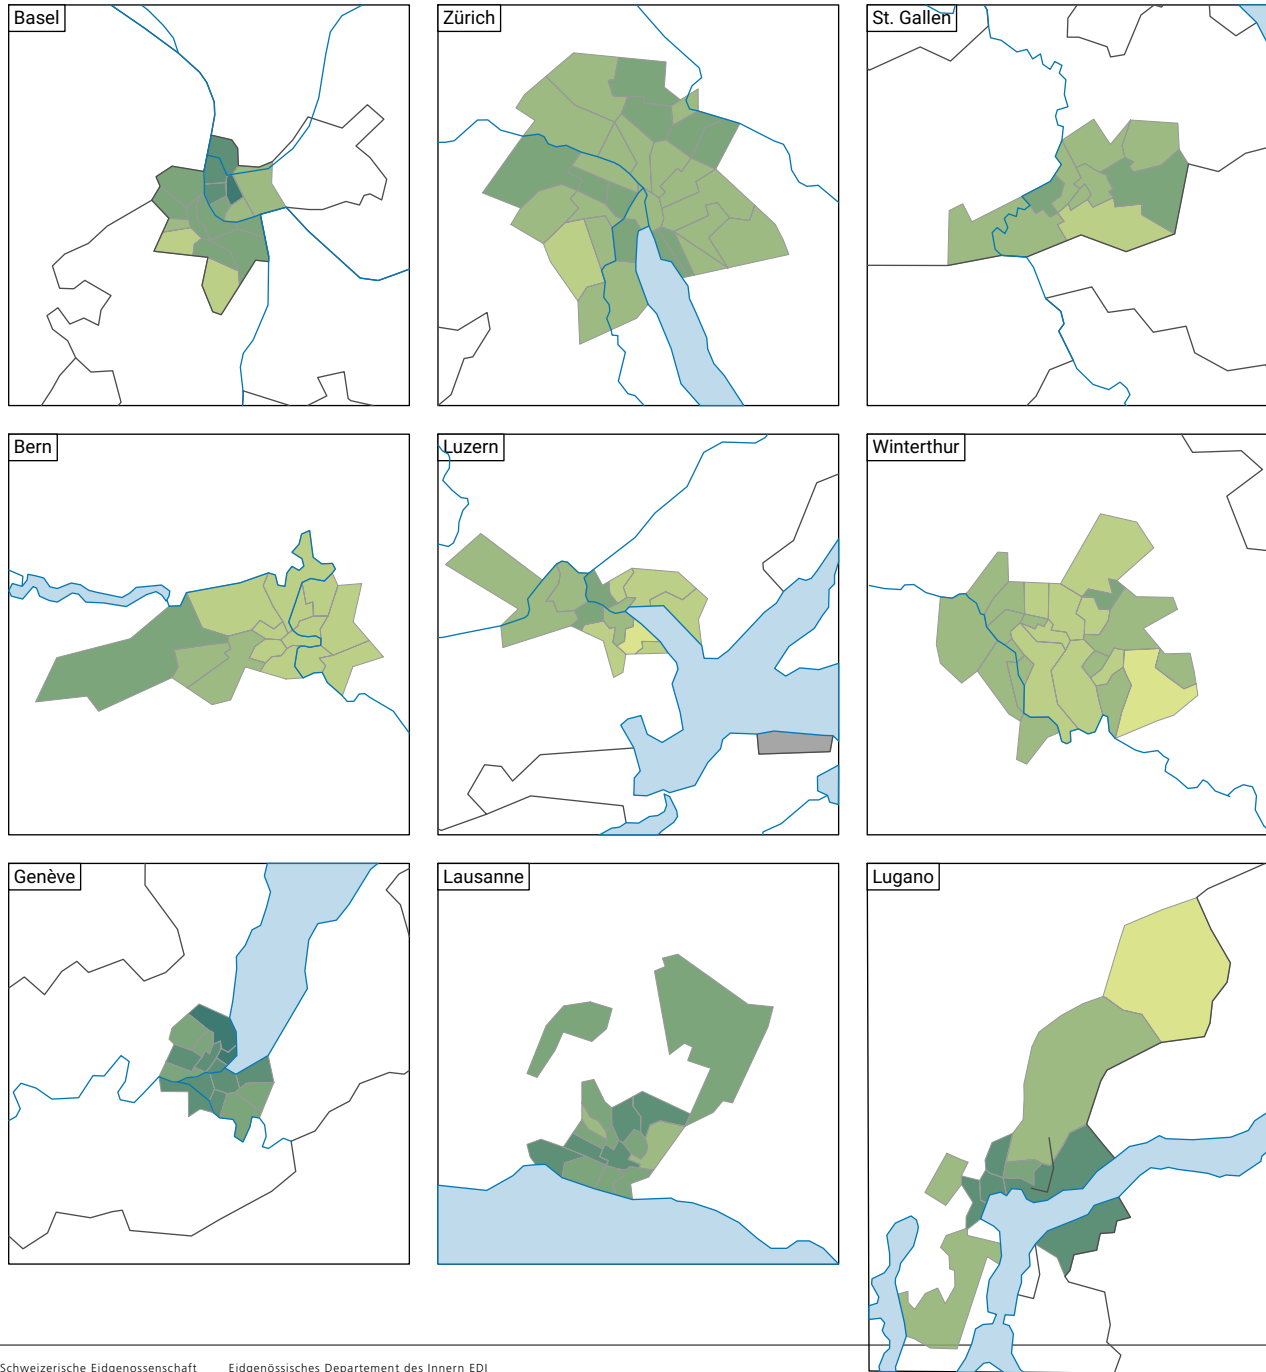 Basel
Zürich
St. Gallen
Bern
Luzern
Winterthur
Genève
Lausanne
Lugano
Schweizerische Eidgenossenschaft
Eidgenössisches Departement des Innern EDI